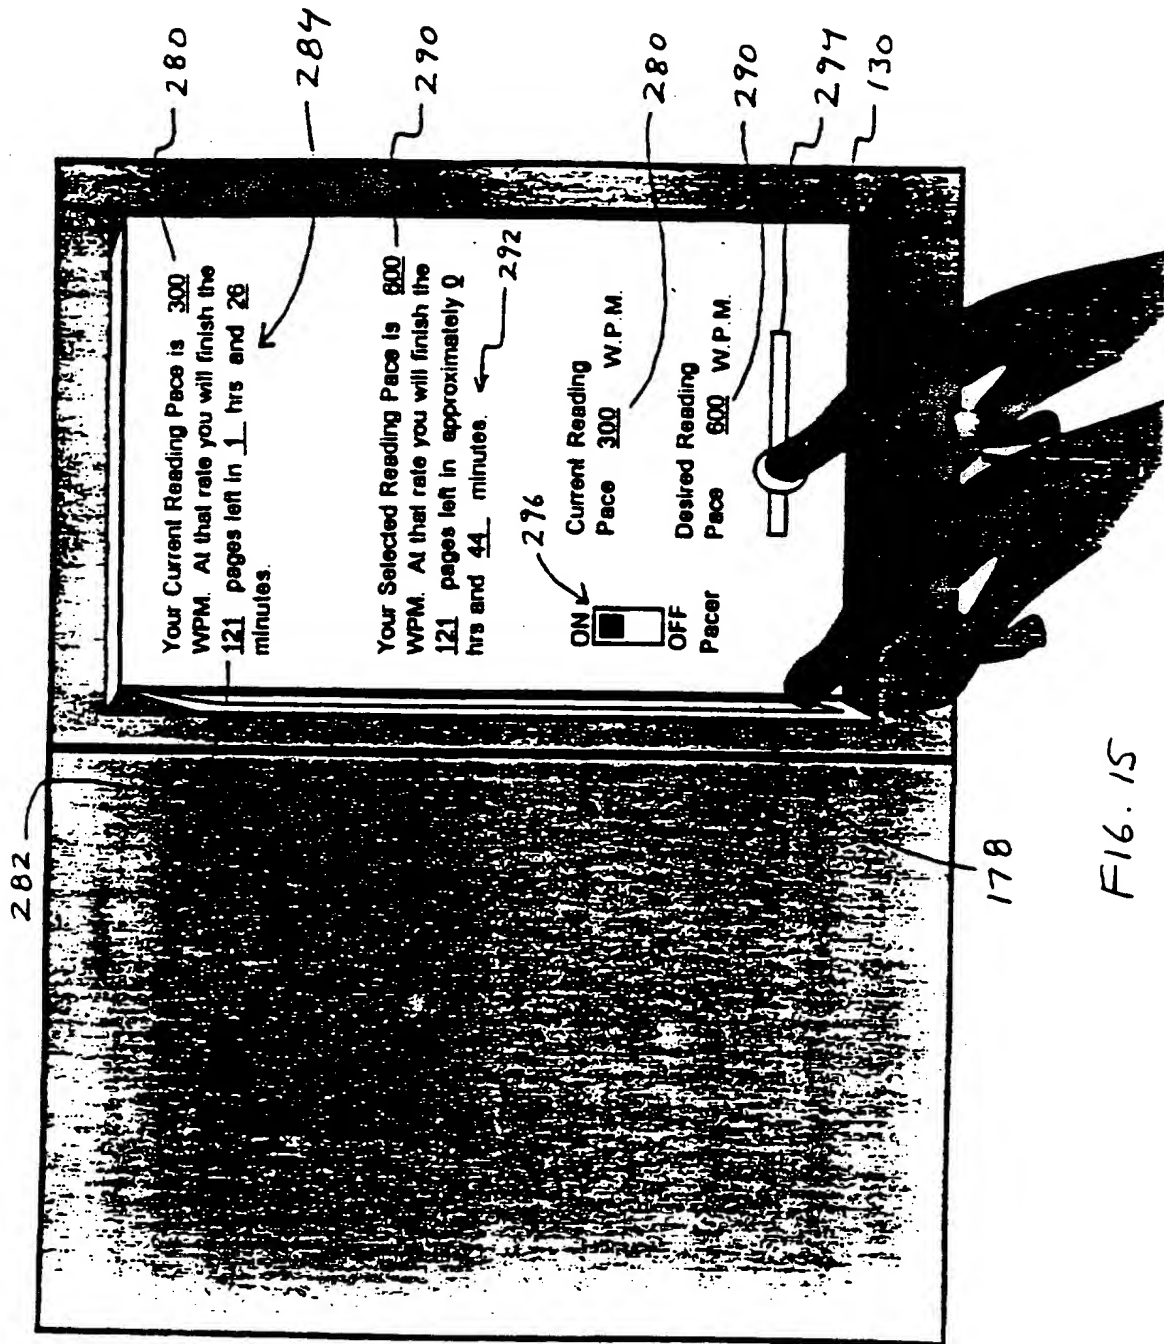 282
Your Current Reading Pace is 300
WPM. At that rate you will finish the
121 pages left in 1 hrs and 26
minutes.
280
284
Your Selected Reading Pace is 600
WPM. At that rate you will finish the
121 pages left in approximately 0
hrs and 44 minutes.
290
292
296
ON
OFF
Pacer
Current Reading
Pace 300 W.P.M.
280
Desired Reading
Pace 600 W.P.M.
290
294
130
178
FIG. 15